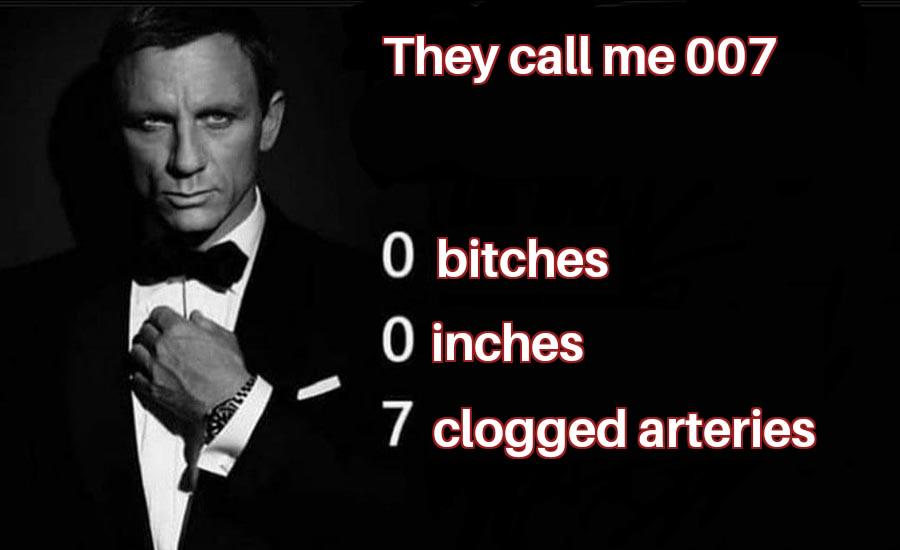 They call me 007
0 bitches
0 inches
7 clogged arteries